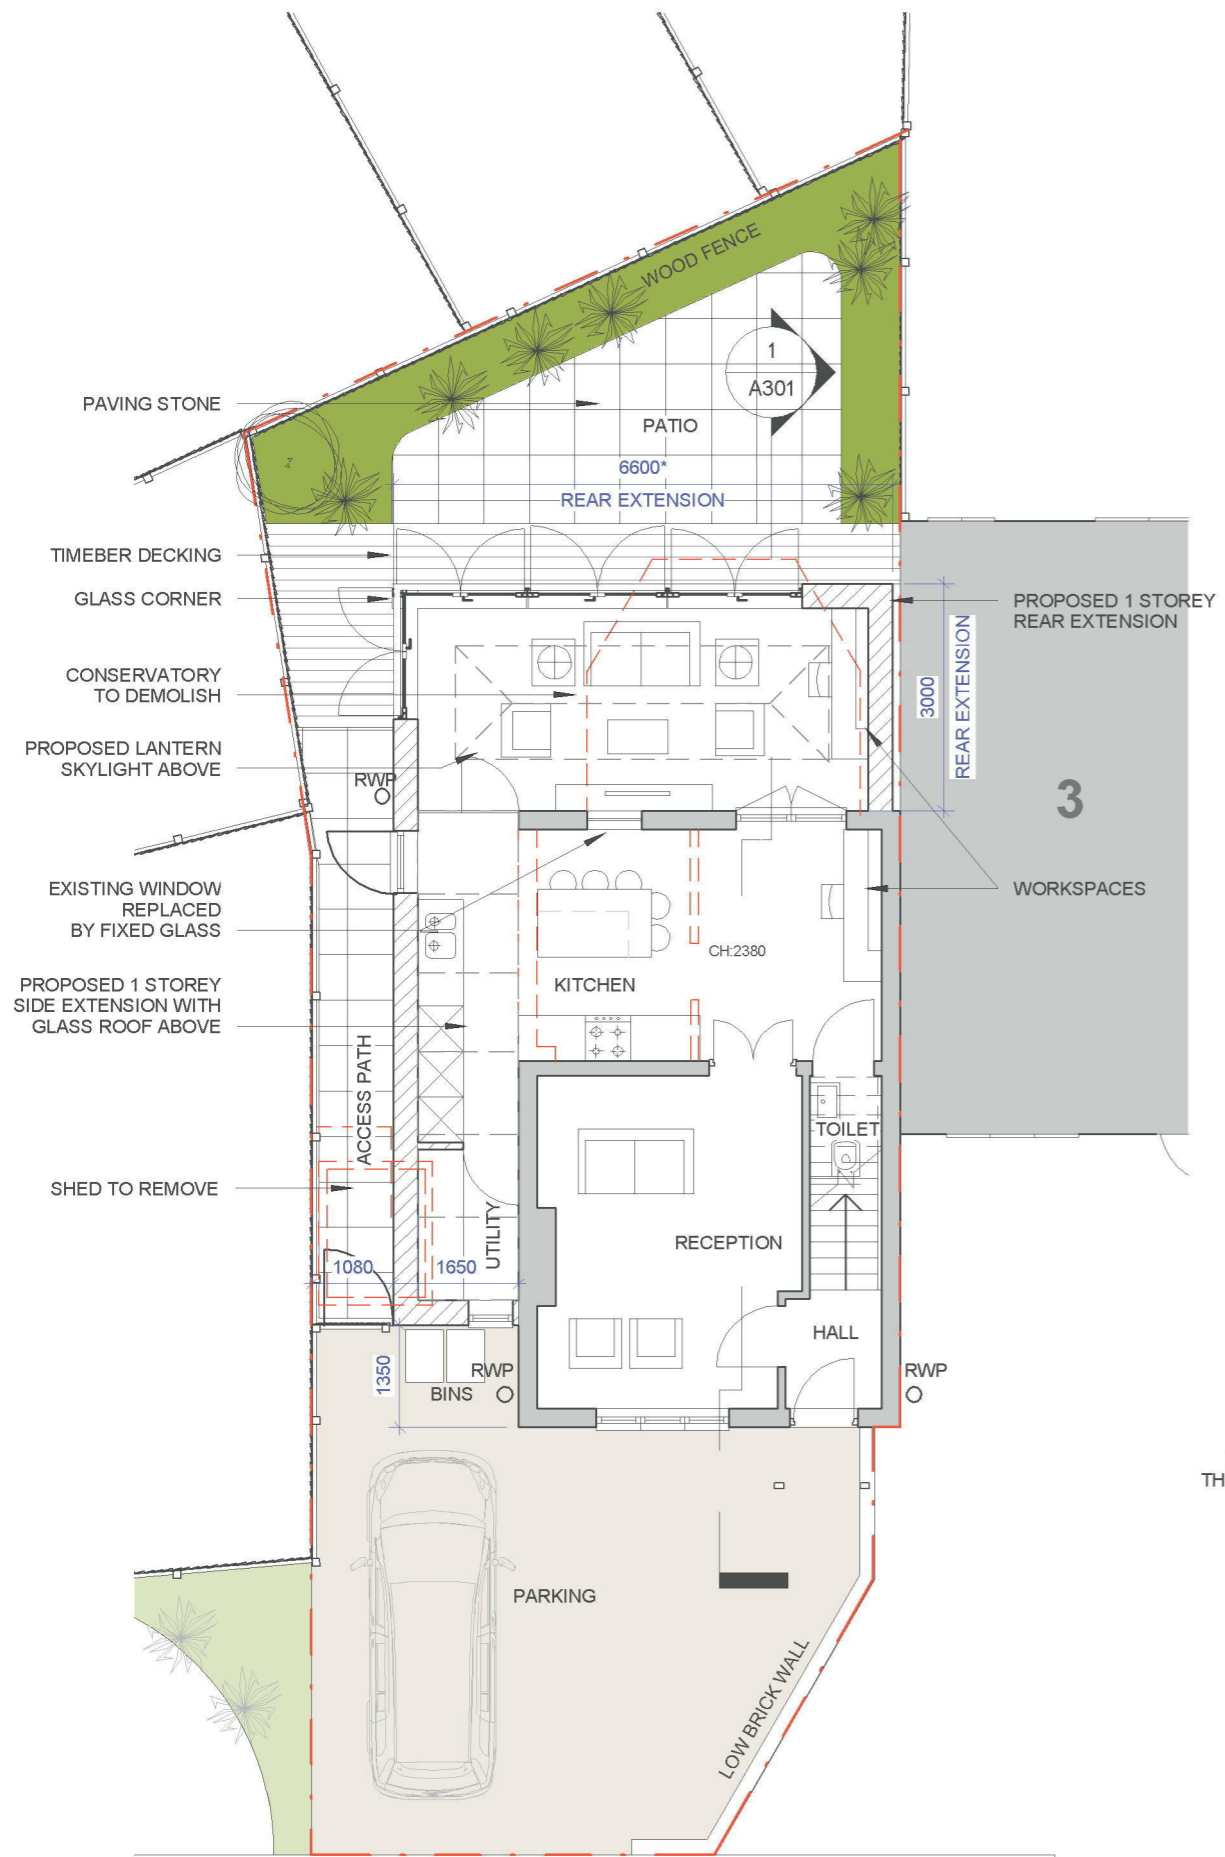 WOOD FENCE
1
A301
PAVING STONE
PATIO
6600*
REAR EXTENSION
TIMEBER DECKING
GLASS CORNER
PROPOSED 1 STOREY
REAR EXTENSION
3000
REAR EXTENSION
CONSERVATORY
TO DEMOLISH
PROPOSED LANTERN
SKYLIGHT ABOVE
RWP
3
EXISTING WINDOW
REPLACED
BY FIXED GLASS
WORKSPACES
CH:2380
KITCHEN
PROPOSED 1 STOREY
SIDE EXTENSION WITH
GLASS ROOF ABOVE
ACCESS PATH
TOILET
SHED TO REMOVE
UTILITY
RECEPTION
1080
1650
HALL
1350
BINS
RWP
RWP
TH
PARKING
LOW BRICK WALL